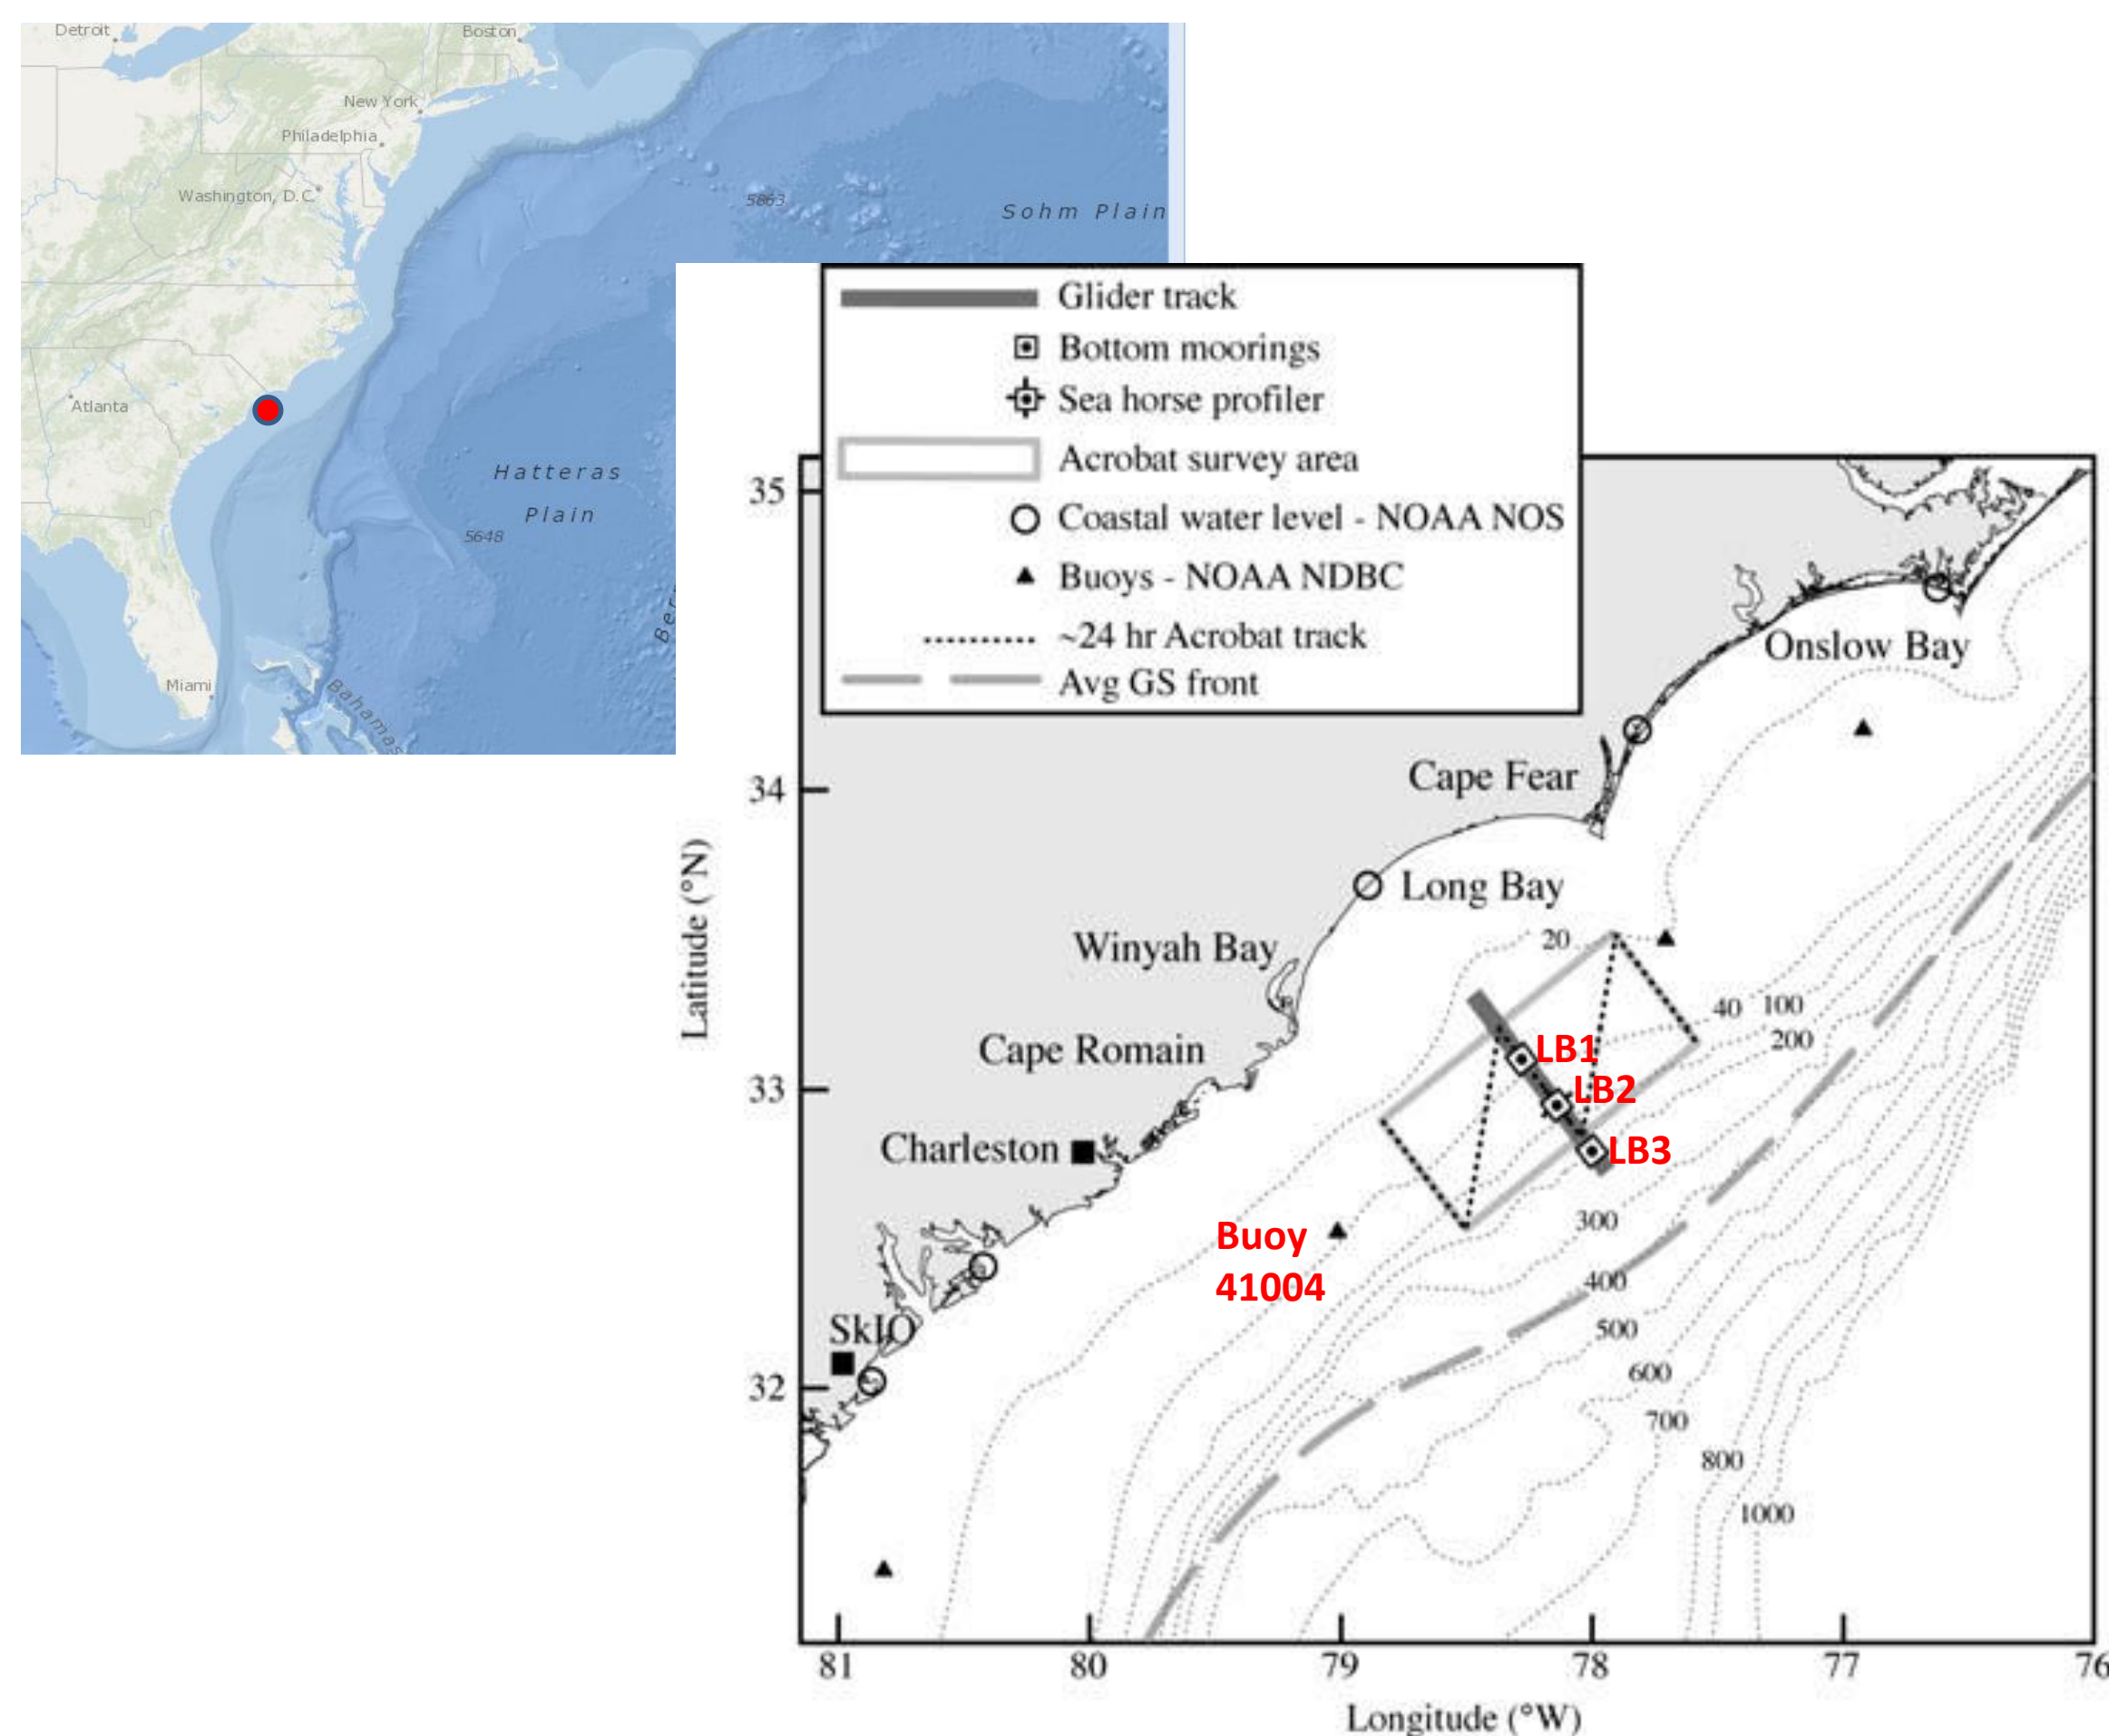 Detroit
Boston
New York
Philadelphia
Washington, D.C.
5863
Sohm Plain
Atlanta
Hatteras
Plain
5648
Miami
Bahamas
Glider track
Bottom moorings
Sea horse profiler
Acrobat survey area
Coastal water level - NOAA NOS
Buoys - NOAA NDBC
~24 hr Acrobat track
Avg GS front
35
34
33
32
Latitude (°N)
Onslow Bay
Cape Fear
Long Bay
Winyah Bay
20
40 100
200
Cape Romain
LB1
LB2
LB3
Charleston
300
Buoy
41004
400
500
SkIO
600
700
800
1000
81 80 79 78 77 76
Longitude (°W)